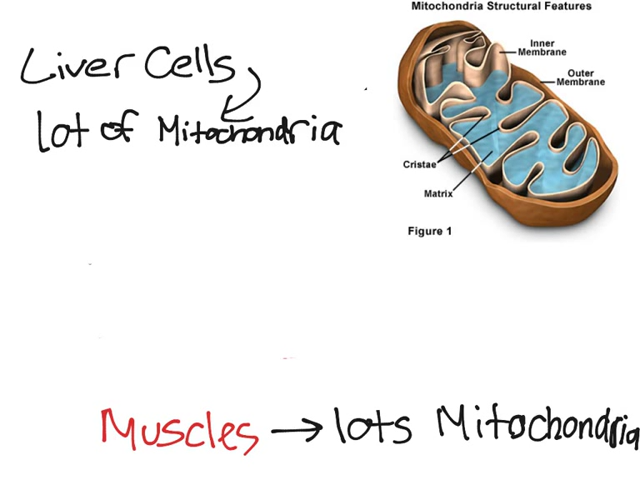 Mitochondria Structural Features
Liver Cells
lot of Mitochondria
Inner
Membrane
Outer
Membrane
Cristae
Matrix
Figure 1
Muscles → lots Mitochondria